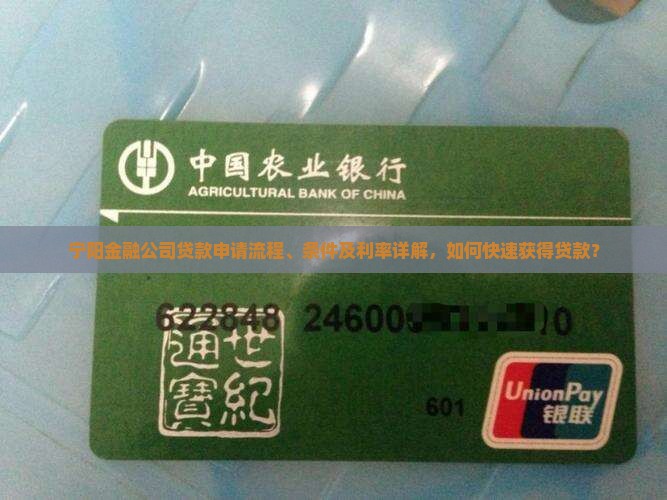 中国农业银行
AGRICULTURAL BANK OF CHINA
宁阳金融公司贷款申请流程、条件及利率详解，如何快速获得贷款？
622848 24600
0
世紀
通寶
601
UnionPay
银联